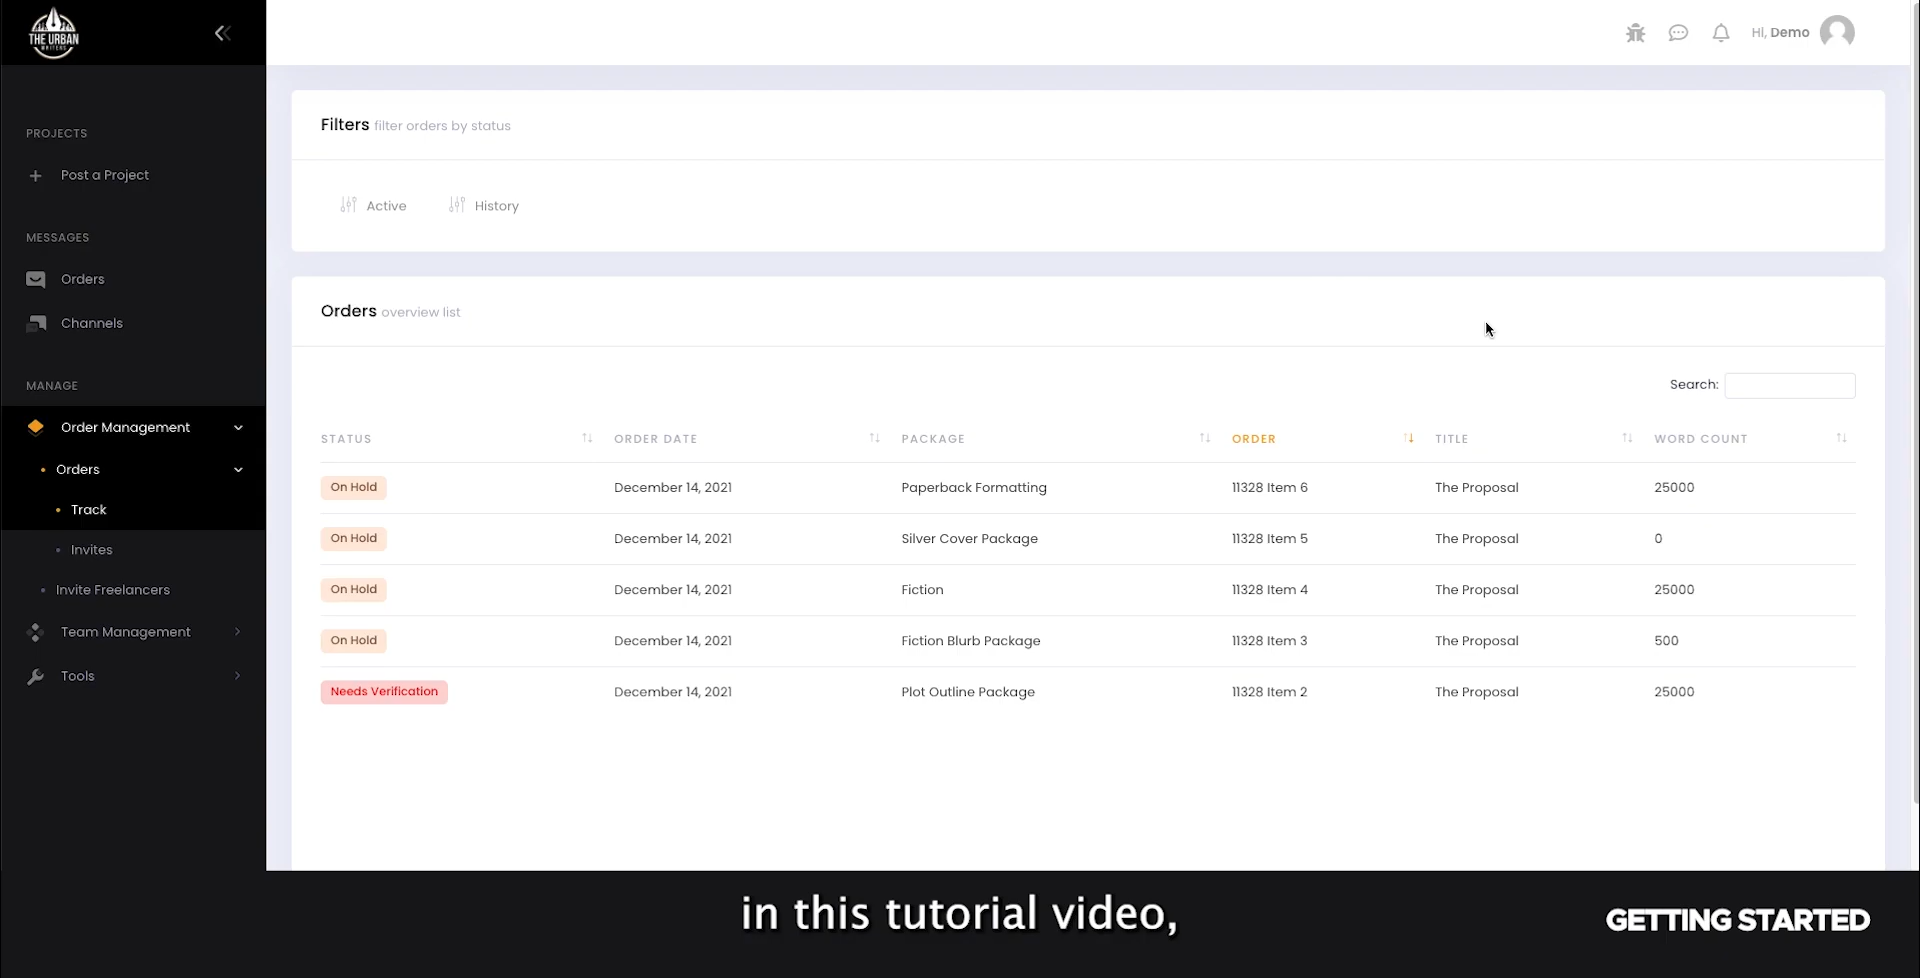 THE URBAN
WRITERS
Hi, Demo
PROJECTS
Post a Project
MESSAGES
Orders
Channels
MANAGE
Order Management
Orders
Track
Invites
Invite Freelancers
Team Management
Tools
Filters filter orders by status
Active History
Orders overview list
Search:
STATUS ORDER DATE PACKAGE ORDER TITLE WORD COUNT
On Hold December 14, 2021 Paperback Formatting 11328 Item 6 The Proposal 25000
On Hold December 14, 2021 Silver Cover Package 11328 Item 5 The Proposal 0
On Hold December 14, 2021 Fiction 11328 Item 4 The Proposal 25000
On Hold December 14, 2021 Fiction Blurb Package 11328 Item 3 The Proposal 500
Needs Verification December 14, 2021 Plot Outline Package 11328 Item 2 The Proposal 25000
in this tutorial video,
GETTING STARTED